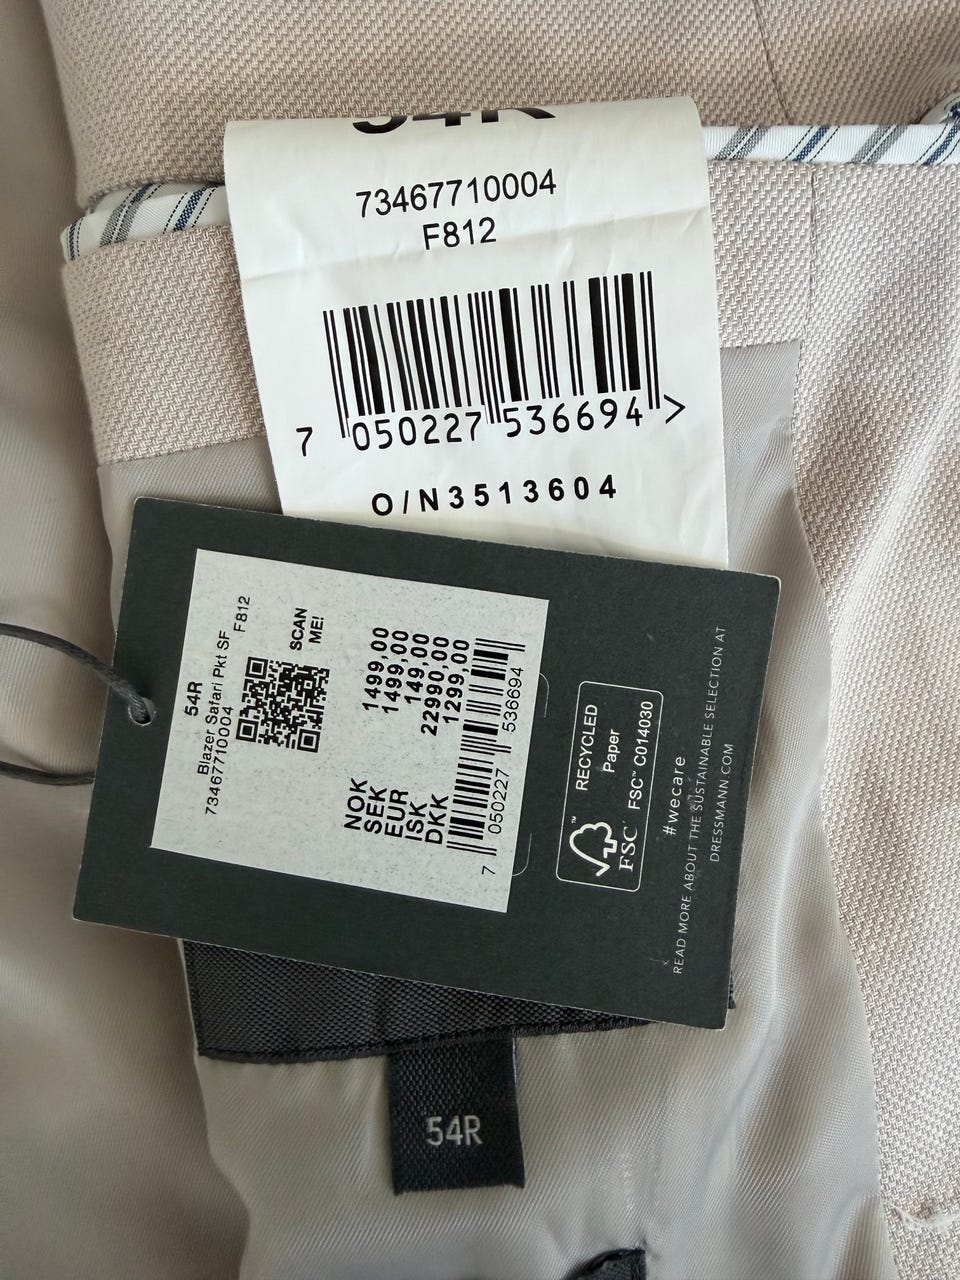 54R
73467710004
F812
7 050227 536694 >
O/N3513604
54R
Blazer Safari Pkt SF
73467710004 F812
SCAN
ME!
NOK 1499,00
SEK 1499,00
EUR 149,00
ISK 22990,00
DKK 1299,00
7 050227 536694
FSC™
RECYCLED
Paper
FSC™ C014030
#wecare
READ MORE ABOUT THE SUSTAINABLE SELECTION AT
DRESSMANN.COM
54R